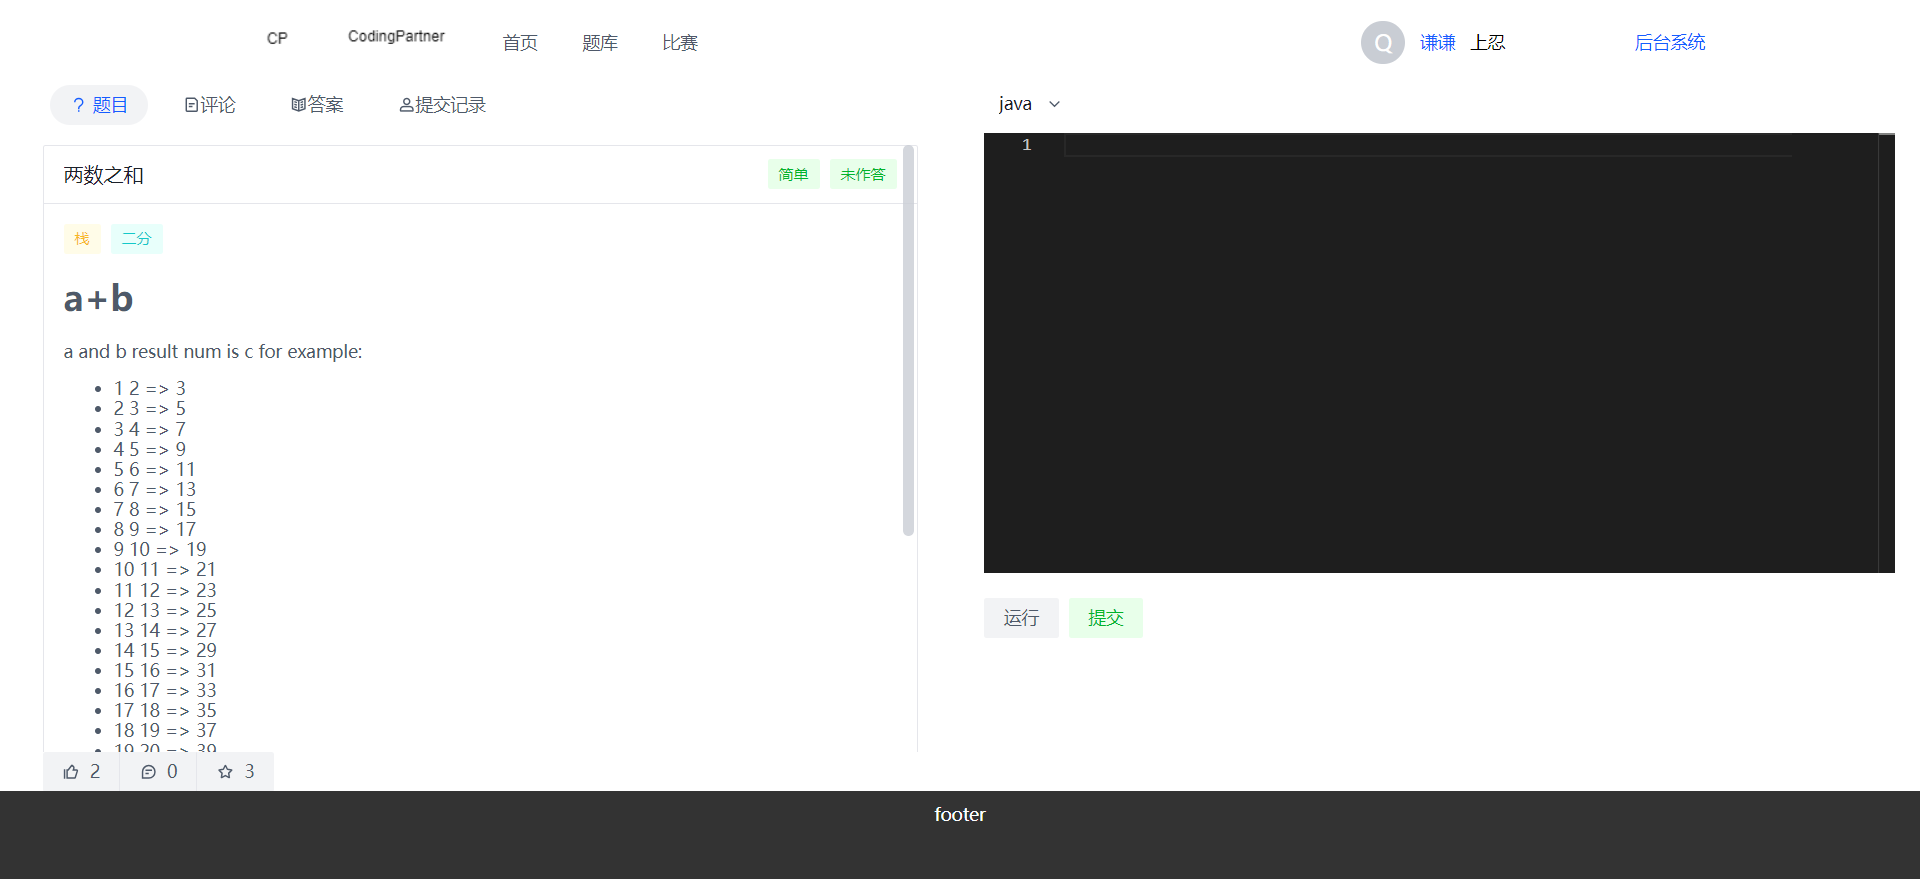 CP CodingPartner 首页 题库 比赛 Q 谦谦 上忍 后台系统
题目 评论 答案 提交记录
java
1
两数之和 简单 未作答
栈 二分
a+b
a and b result num is c for example:
1 2 => 3
2 3 => 5
3 4 => 7
4 5 => 9
5 6 => 11
6 7 => 13
7 8 => 15
8 9 => 17
9 10 => 19
10 11 => 21
11 12 => 23
12 13 => 25
13 14 => 27
14 15 => 29
15 16 => 31
16 17 => 33
17 18 => 35
18 19 => 37
19 20 => 39
2 0 3
运行 提交
footer